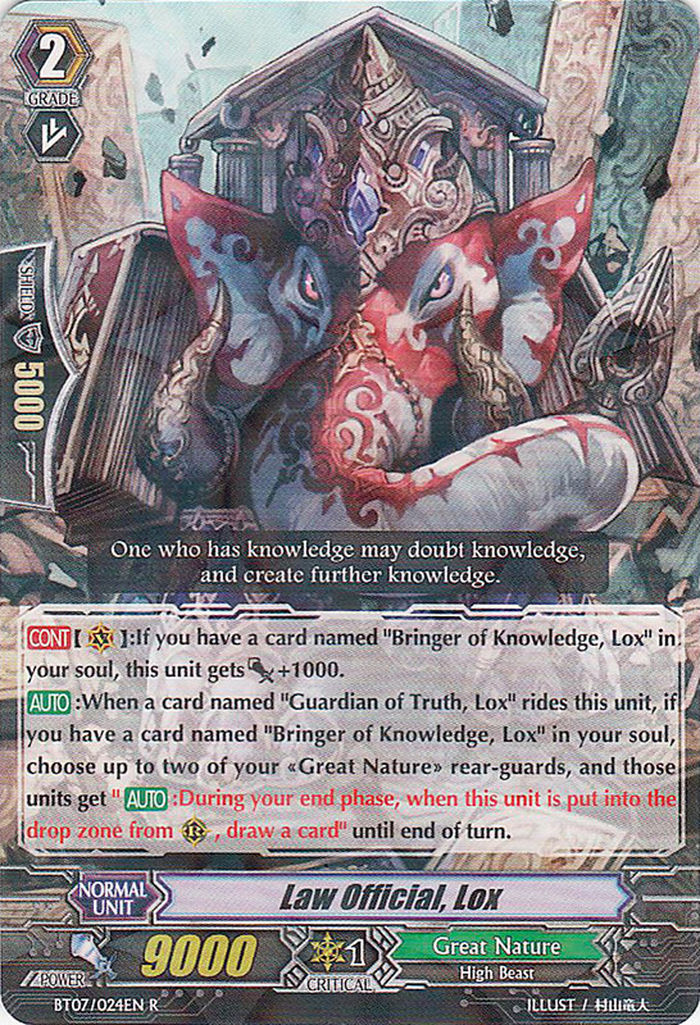 2
GRADE
SHIELD
5000
One who has knowledge may doubt knowledge,
and create further knowledge.
CONT [ V ]:If you have a card named "Bringer of Knowledge, Lox" in
your soul, this unit gets +1000.
AUTO :When a card named "Guardian of Truth, Lox" rides this unit, if
you have a card named "Bringer of Knowledge, Lox" in your soul,
choose up to two of your «Great Nature» rear-guards, and those
units get " AUTO :During your end phase, when this unit is put into the
drop zone from R , draw a card" until end of turn.
NORMAL
UNIT
Law Official, Lox
POWER
9000
1
CRITICAL
Great Nature
High Beast
BT07/024EN R
ILLUST / 村山竜大